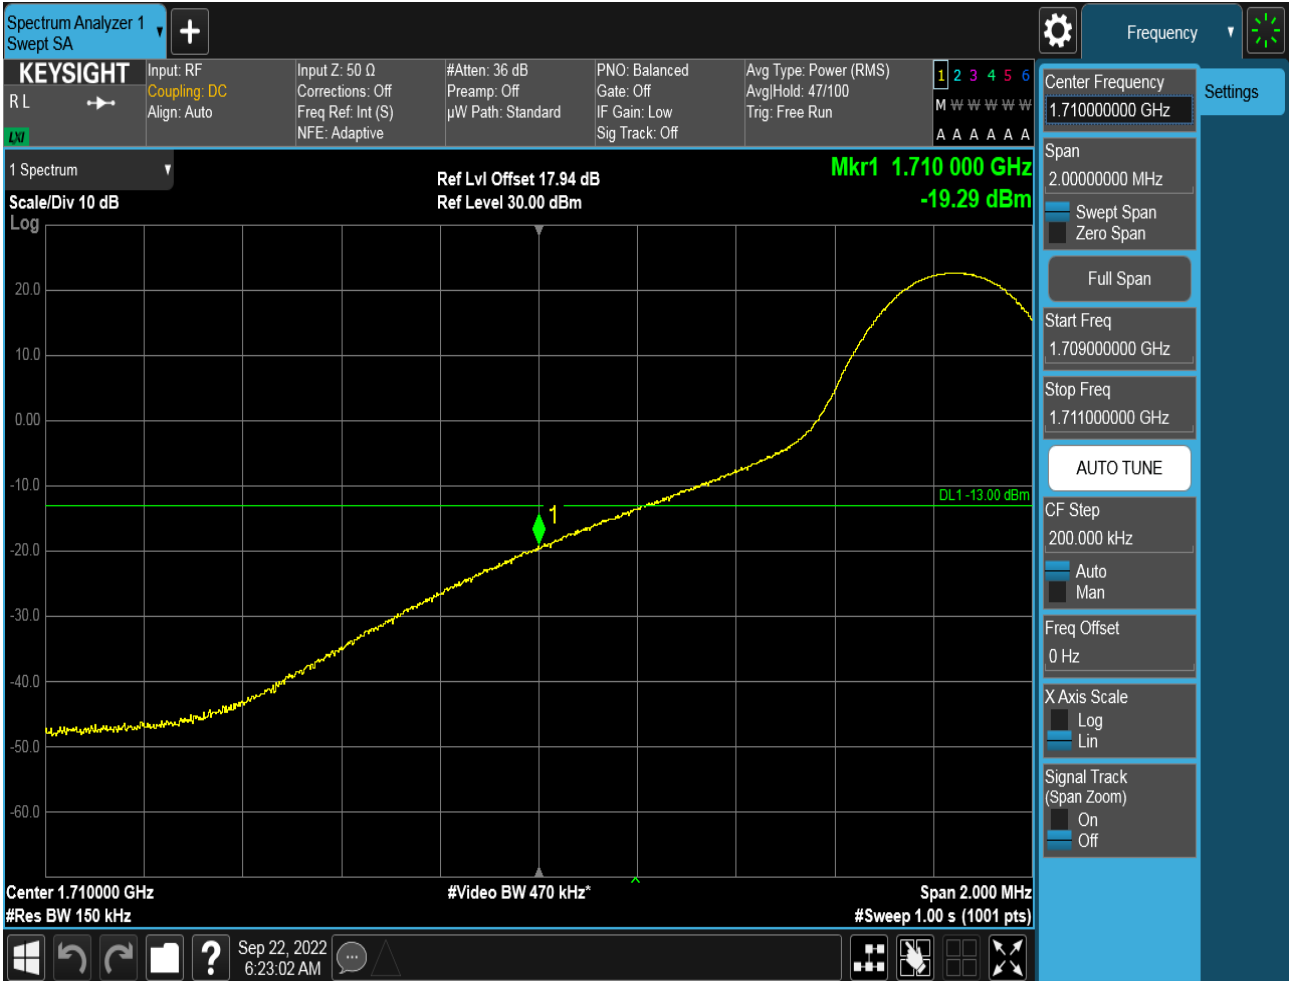 Spectrum Analyzer 1
Swept SA
+
Frequency
KEYSIGHT
R L
LXI
Input: RF
Coupling: DC
Align: Auto
Input Z: 50 Ω
Corrections: Off
Freq Ref: Int (S)
NFE: Adaptive
#Atten: 36 dB
Preamp: Off
µW Path: Standard
PNO: Balanced
Gate: Off
IF Gain: Low
Sig Track: Off
Avg Type: Power (RMS)
Avg|Hold: 47/100
Trig: Free Run
1 2 3 4 5 6
M W W W W W
A A A A A A
1 Spectrum
Scale/Div 10 dB
Log
Ref Lvl Offset 17.94 dB
Ref Level 30.00 dBm
Mkr1 1.710 000 GHz
-19.29 dBm
20.0
10.0
0.00
-10.0
-20.0
-30.0
-40.0
-50.0
-60.0
DL1 -13.00 dBm
1
Center 1.710000 GHz
#Res BW 150 kHz
#Video BW 470 kHz*
Span 2.000 MHz
#Sweep 1.00 s (1001 pts)
Center Frequency
1.710000000 GHz
Span
2.00000000 MHz
Swept Span
Zero Span
Full Span
Start Freq
1.709000000 GHz
Stop Freq
1.711000000 GHz
AUTO TUNE
CF Step
200.000 kHz
Auto
Man
Freq Offset
0 Hz
X Axis Scale
Log
Lin
Signal Track
(Span Zoom)
On
Off
Settings
?
Sep 22, 2022
6:23:02 AM